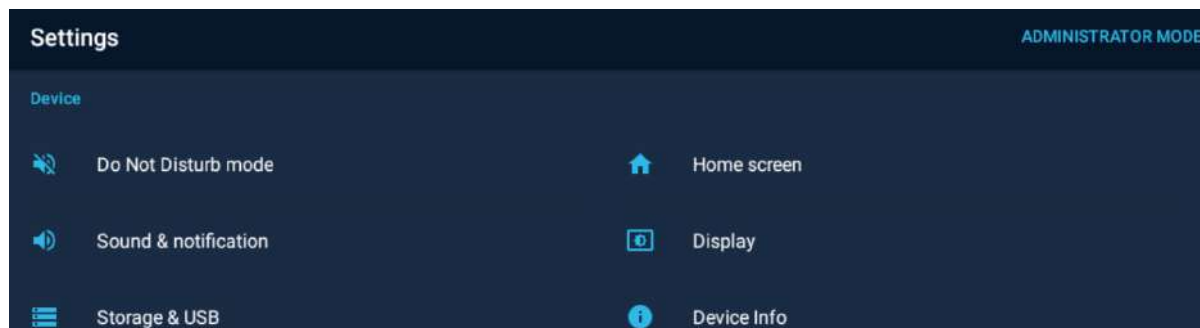 Settings
ADMINISTRATOR MODE
Device
Do Not Disturb mode
Home screen
Sound & notification
Display
Storage & USB
Device Info